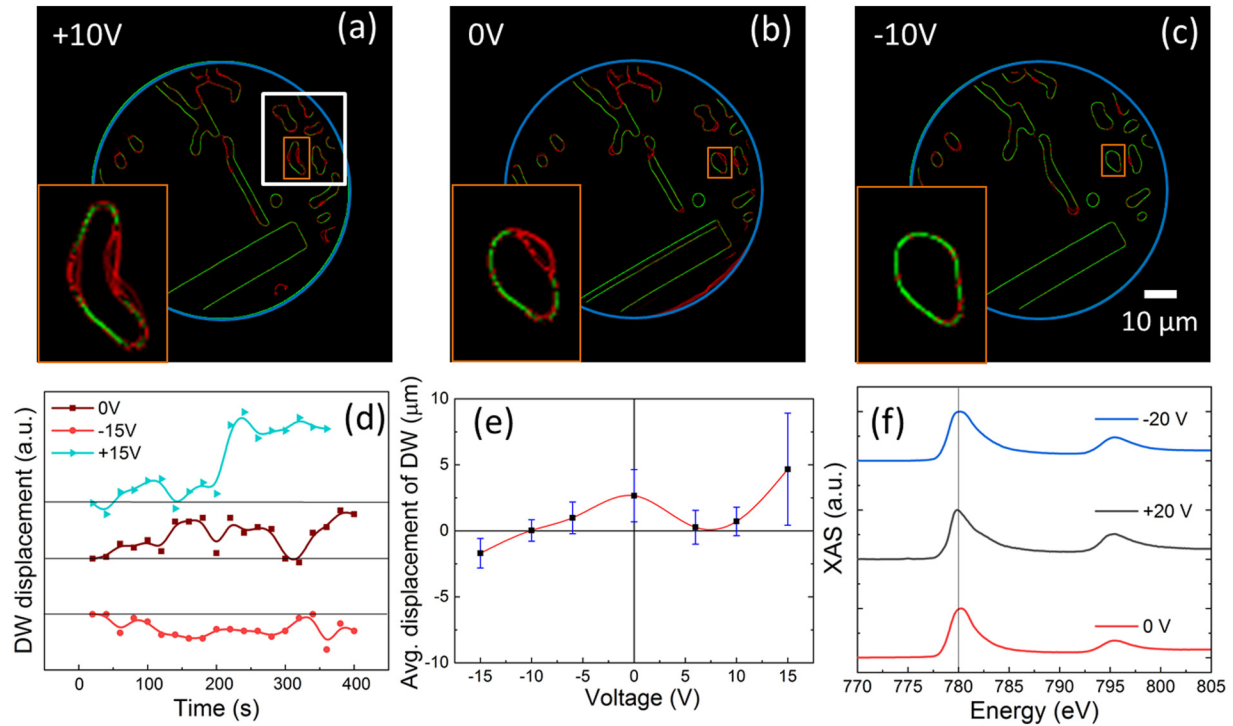 +10V
(a)
0V
(b)
-10V
(c)
10 μm
(d)
0V
-15V
+15V
DW displacement (a.u.)
0
100
200
300
400
Time (s)
(e)
Avg. displacement of DW (μm)
10
5
0
-5
-10
-15
-10
-5
0
5
10
15
Voltage (V)
(f)
-20 V
+20 V
0 V
XAS (a.u.)
770
775
780
785
790
795
800
805
Energy (eV)